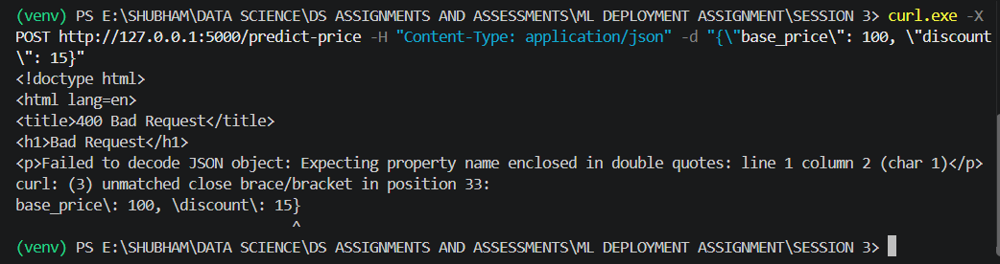 (venv) PS E:\SHUBHAM\DATA SCIENCE\DS ASSIGNMENTS AND ASSESSMENTS\ML DEPLOYMENT ASSIGNMENT\SESSION 3> curl.exe -X
POST http://127.0.0.1:5000/predict-price -H "Content-Type: application/json" -d "{\"base_price\": 100, \"discount
\": 15}"
<!doctype html>
<html lang=en>
<title>400 Bad Request</title>
<h1>Bad Request</h1>
<p>Failed to decode JSON object: Expecting property name enclosed in double quotes: line 1 column 2 (char 1)</p>
curl: (3) unmatched close brace/bracket in position 33:
base_price\: 100, \discount\: 15}
^
(venv) PS E:\SHUBHAM\DATA SCIENCE\DS ASSIGNMENTS AND ASSESSMENTS\ML DEPLOYMENT ASSIGNMENT\SESSION 3>